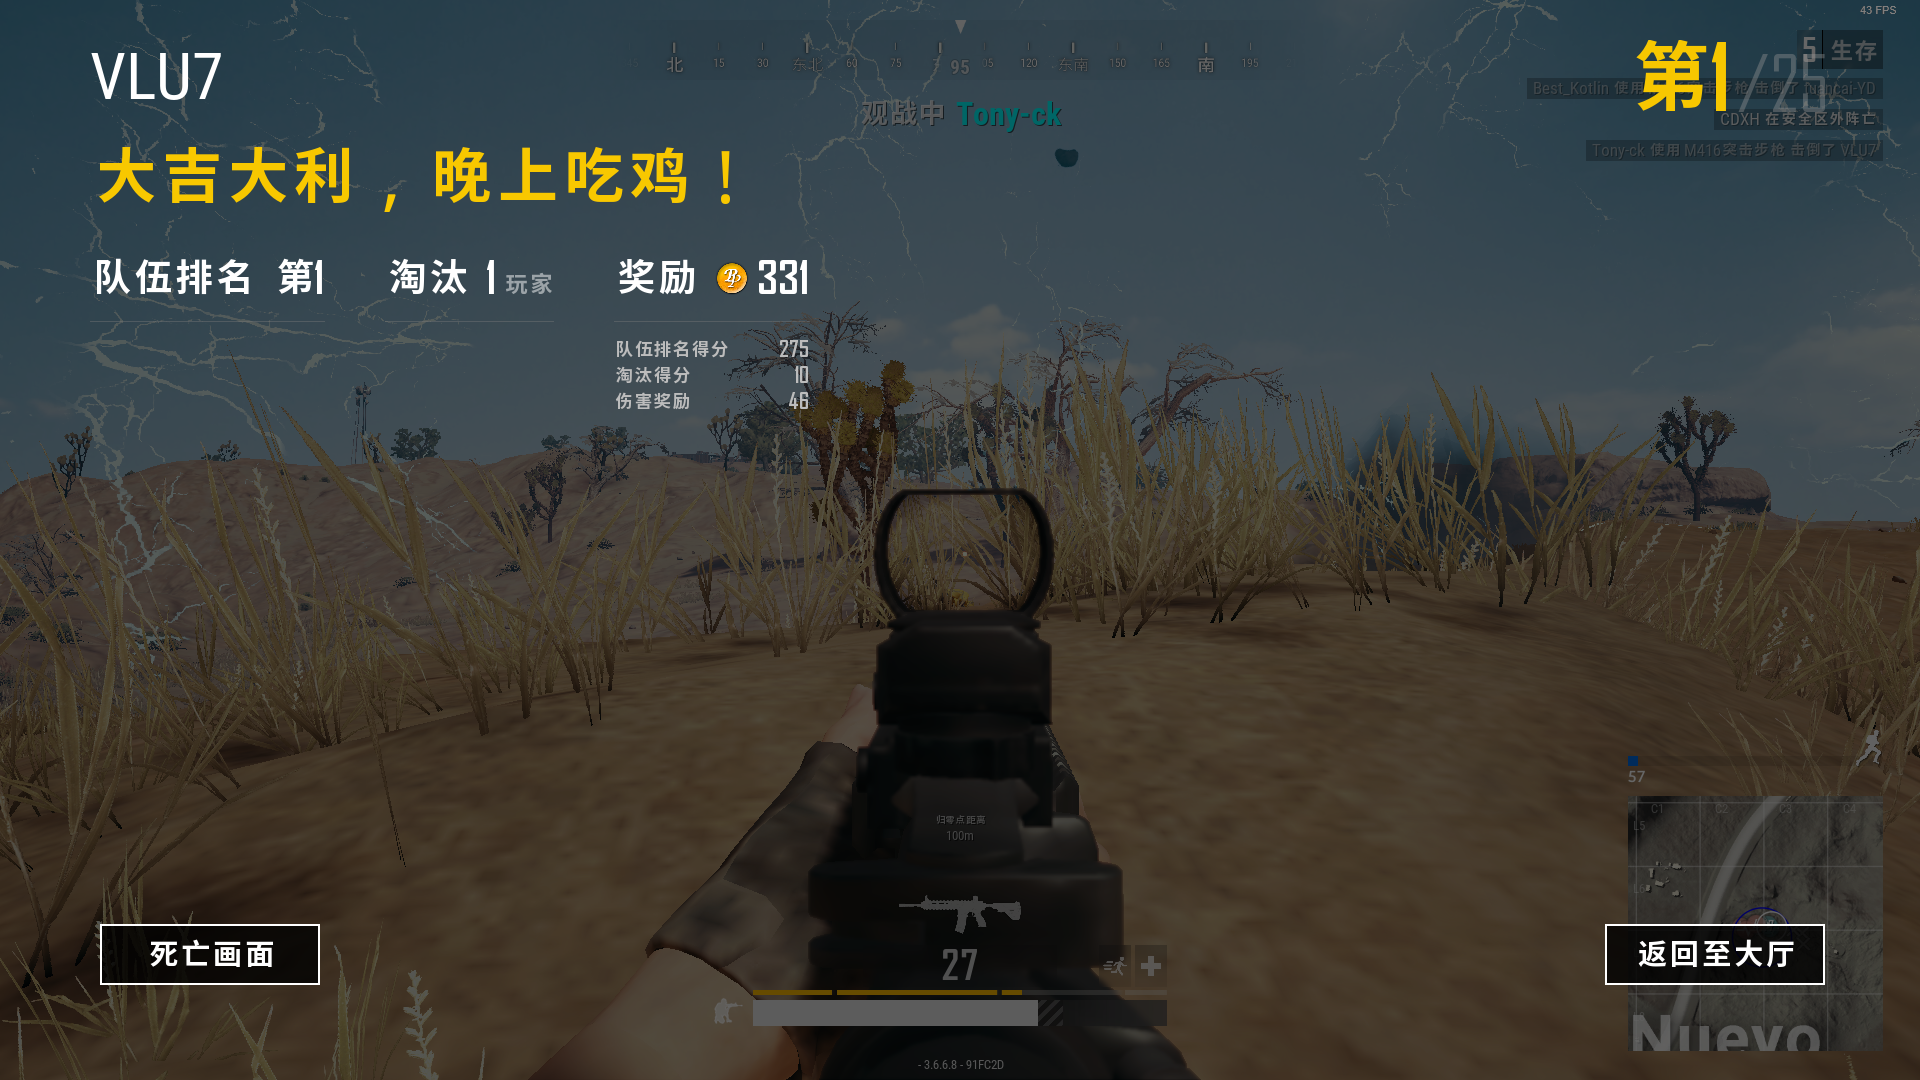 43 FPS
VLU7
第1/25
5 生存
北 15 30 东北 60 75 95 105 120 东南 150 165 南 195
观战中 Tony-ck
CDXH 在安全区外阵亡
Tony-ck 使用 M416突击步枪 击倒了 VLU7
大吉大利，晚上吃鸡！
队伍排名 第1
淘汰 1 玩家
奖励 331
队伍排名得分 275
淘汰得分 10
伤害奖励 46
57
C1 C2 C3 C4
L5
归零点距离
100m
27
死亡画面
返回至大厅
Nuevo
- 3.6.6.8 - 91FC2D